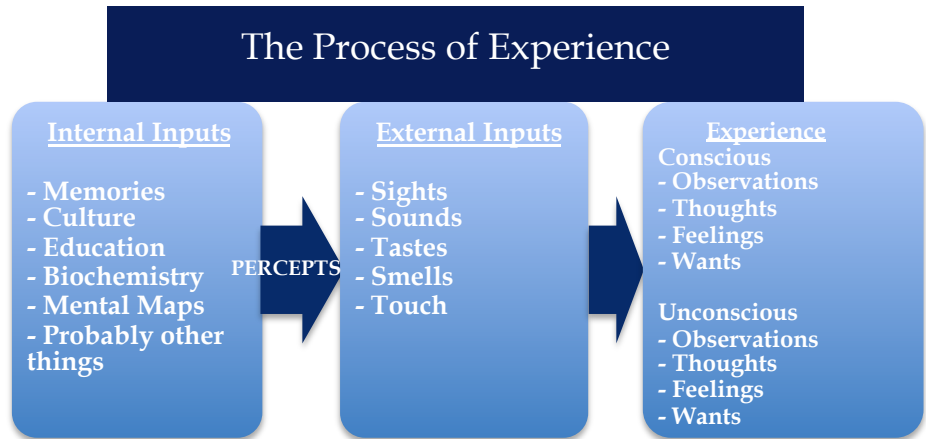 The Process of Experience
Internal Inputs
- Memories
- Culture
- Education
- Biochemistry
- Mental Maps
- Probably other
things
PERCEPTS
External Inputs
- Sights
- Sounds
- Tastes
- Smells
- Touch
Experience
Conscious
- Observations
- Thoughts
- Feelings
- Wants
Unconscious
- Observations
- Thoughts
- Feelings
- Wants